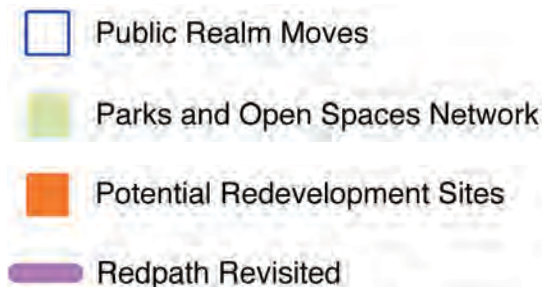 Public Realm Moves
Parks and Open Spaces Network
Potential Redevelopment Sites
Redpath Revisited